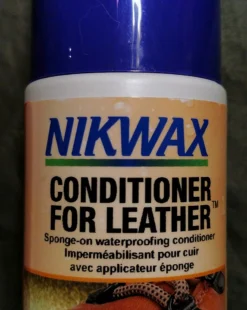 NIKWAX
CONDITIONER
FOR LEATHER™
Sponge-on waterproofing conditioner
Imperméabilisant pour cuir
avec applicateur éponge